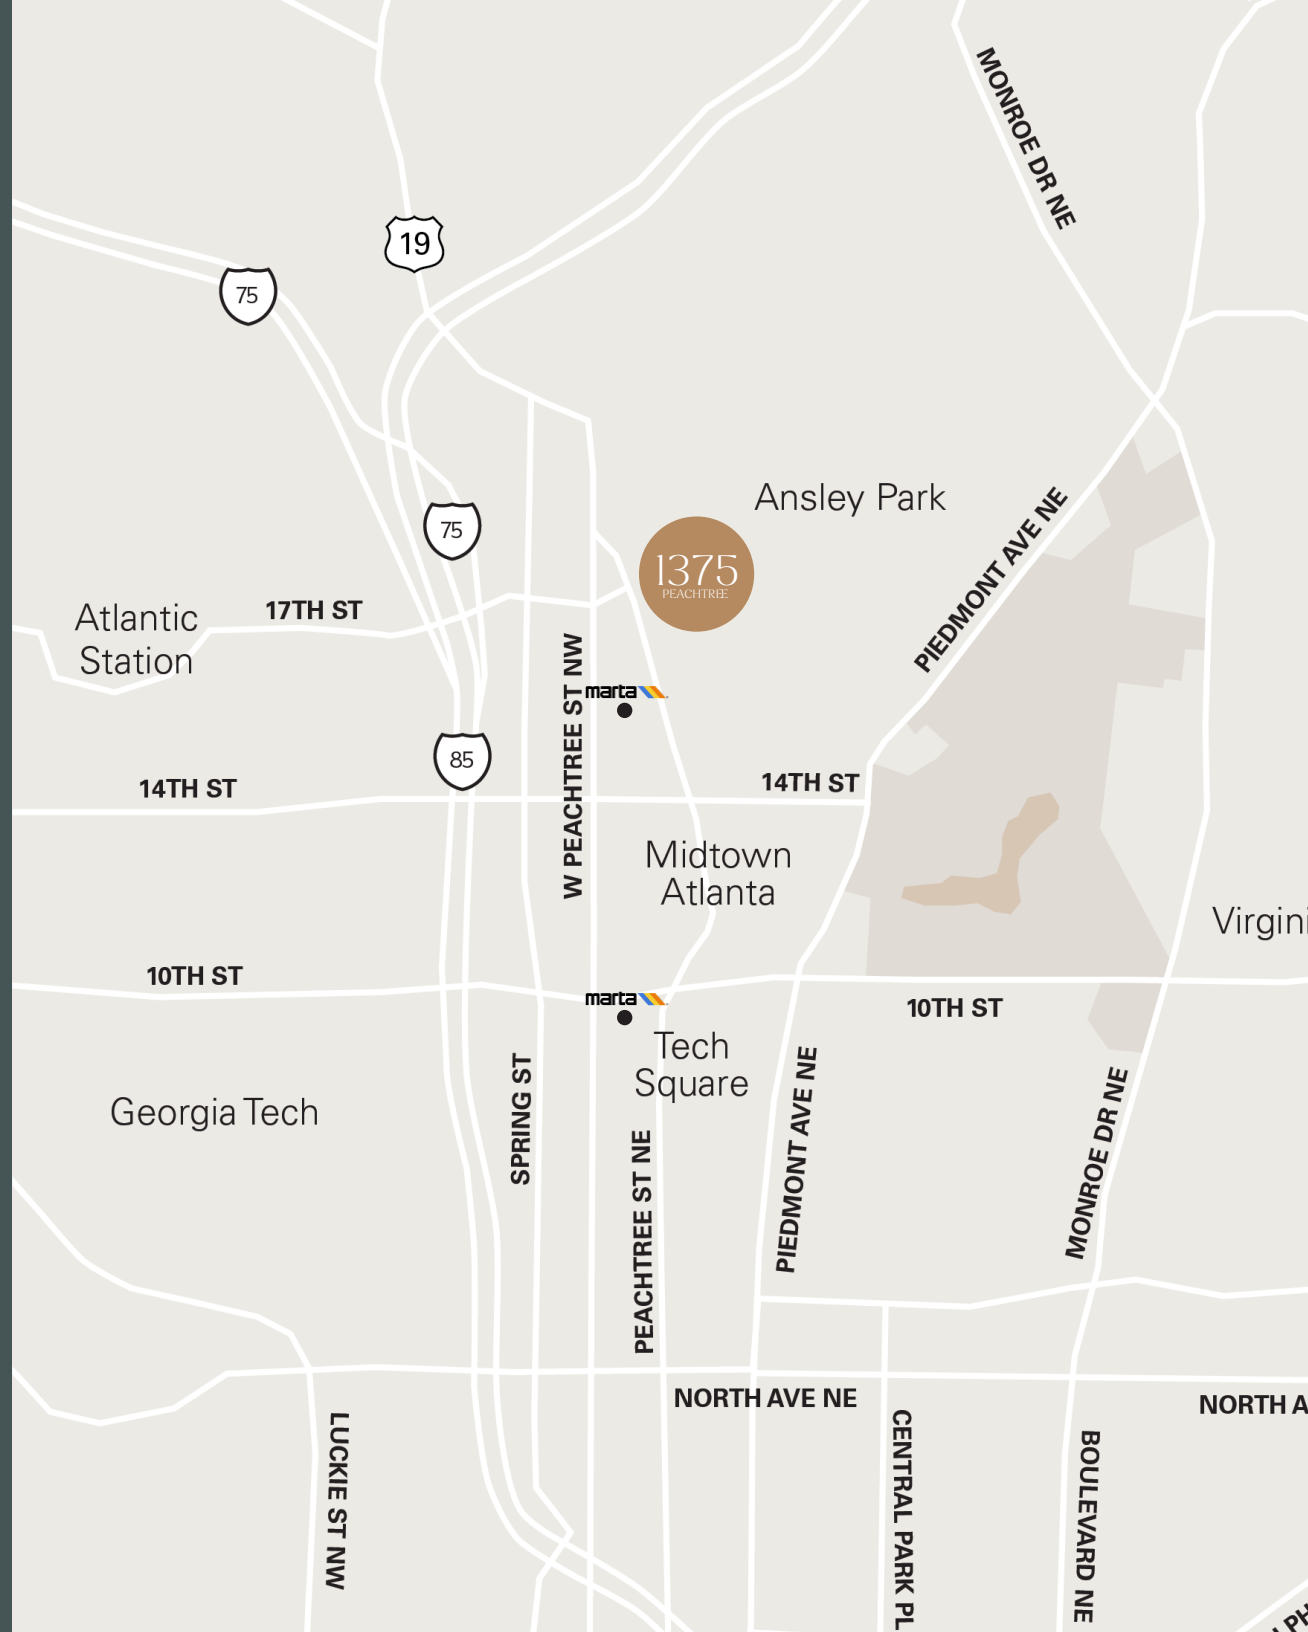 MONROE DR NE
19
75
Ansley Park
75
1375
PEACHTREE
PIEDMONT AVE NE
Atlantic
Station
17TH ST
W PEACHTREE ST NW
marta
85
14TH ST
14TH ST
Midtown
Atlanta
10TH ST
marta
10TH ST
Tech
Square
Georgia Tech
SPRING ST
PEACHTREE ST NE
PIEDMONT AVE NE
MONROE DR NE
NORTH AVE NE
NORTH A
LUCKIE ST NW
CENTRAL PARK PL
BOULEVARD NE
Virgini